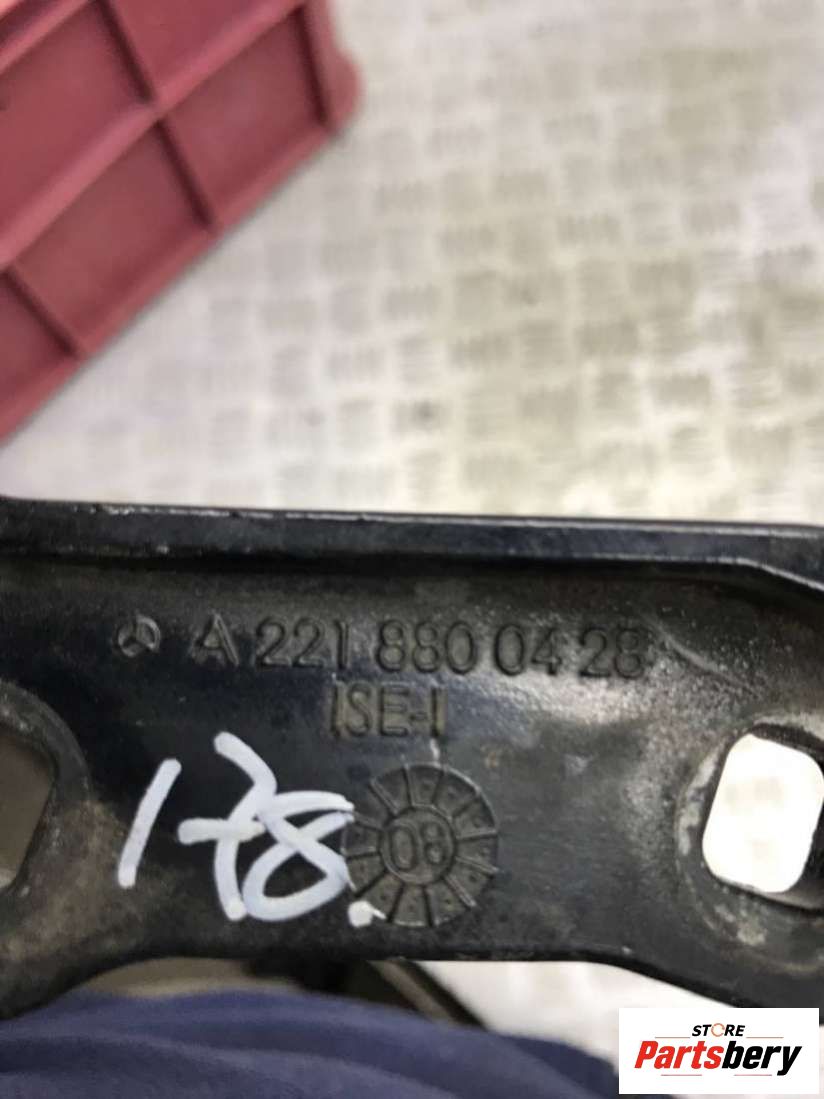 A 221 880 04 28
ISE-I
178.
08
STORE
Partsbery